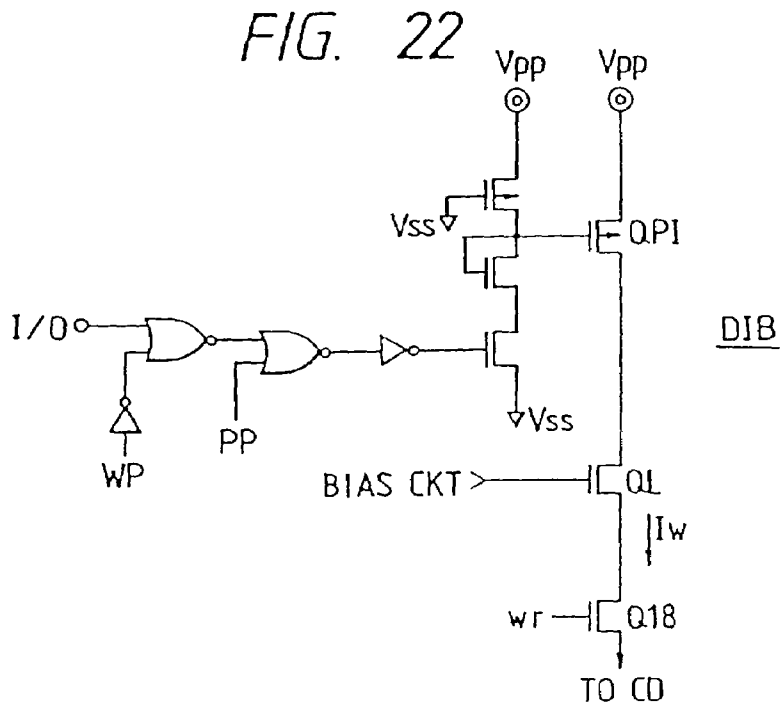 FIG. 22
Vpp
Vpp
Vss
QPI
I/O
DIB
Vss
PP
WP
BIAS CKT
QL
Iw
wr
Q18
TO CD